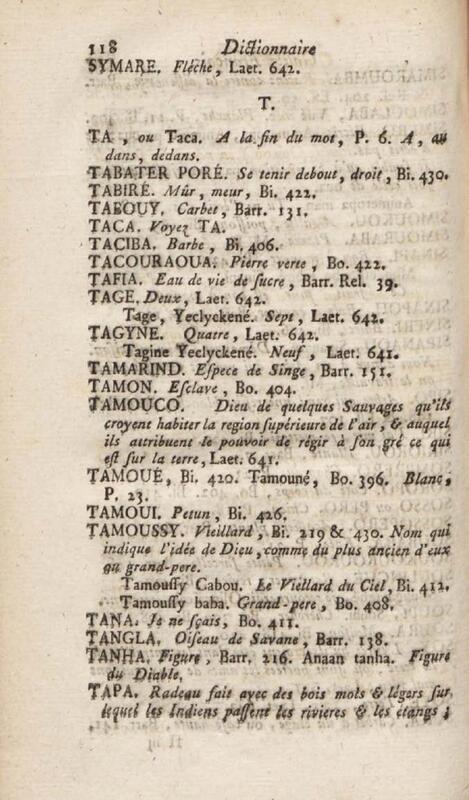 118 Dictionnaire
SYMARE. Fléche, Laet. 642.
T.
TA, ou Taca. A la fin du mot, P. 6. A, au
dans, dedans.
TABATER PORÉ. Se tenir debout, droit, Bi. 430.
TABIRÉ. Mûr, meur, Bi. 422.
TABOUY. Carbet, Barr. 131.
TACA. Voyez TA.
TACIBA. Barbe, Bi. 406.
TACOURAOUA. Pierre verte, Bo. 422.
TAFIA. Eau de vie de sucre, Barr. Rel. 39.
TAGE. Deux, Laet. 642.
Tage, Yeclyckené. Sept, Laet. 642.
TAGYNE. Quatre, Laet. 642.
Tagine Yeclyckené. Neuf, Laet. 641.
TAMARIND. Espece de Singe, Barr. 151.
TAMON. Esclave, Bo. 404.
TAMOUCO. Dieu de quelques Sauvages qu'ils
croyent habiter la region supérieure de l'air, & auquel
ils attribuent le pouvoir de régir à son gré ce qui
est sur la terre, Laet. 641.
TAMOUÉ, Bi. 420. Tamouné, Bo. 396. Blanc,
P. 23.
TAMOUI. Petun, Bi. 426.
TAMOUSSY. Vieillard, Bi. 219 & 430. Nom qui
indique l'idée de Dieu, comme du plus ancien d'eux
ou grand-pere.
Tamoussy Cabou. Le Vieillard du Ciel, Bi. 412.
Tamoussy baba. Grand-pere, Bo. 408.
TANA. Je ne sçais, Bo. 411.
TANGLA. Oiseau de Savane, Barr. 138.
TANHA. Figure, Barr. 216. Anaan tanha. Figure
du Diable.
TAPA. Radeau fait avec des bois mols & légers sur
lequel les Indiens passent les rivieres & les étangs ;